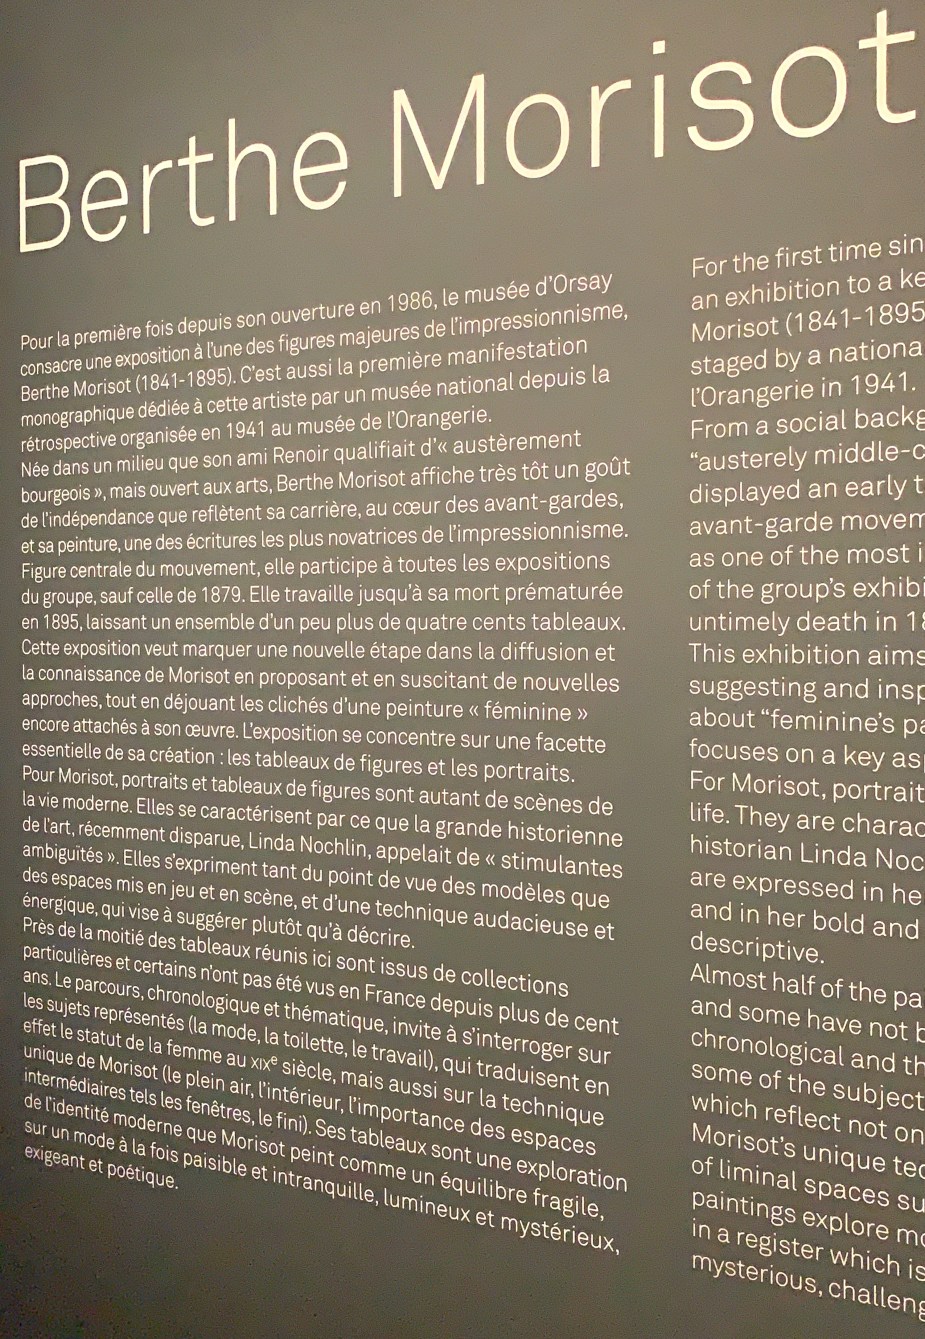 Berthe Morisot
Pour la première fois depuis son ouverture en 1986, le musée d'Orsay
consacre une exposition à l'une des figures majeures de l'impressionnisme,
Berthe Morisot (1841-1895). C'est aussi la première manifestation
monographique dédiée à cette artiste par un musée national depuis la
rétrospective organisée en 1941 au musée de l'Orangerie.
Née dans un milieu que son ami Renoir qualifiait d'« austèrement
bourgeois », mais ouvert aux arts, Berthe Morisot affiche très tôt un goût
de l'indépendance que reflètent sa carrière, au cœur des avant-gardes,
et sa peinture, une des écritures les plus novatrices de l'impressionnisme.
Figure centrale du mouvement, elle participe à toutes les expositions
du groupe, sauf celle de 1879. Elle travaille jusqu'à sa mort prématurée
en 1895, laissant un ensemble d'un peu plus de quatre cents tableaux.
Cette exposition veut marquer une nouvelle étape dans la diffusion et
la connaissance de Morisot en proposant et en suscitant de nouvelles
approches, tout en déjouant les clichés d'une peinture « féminine »
encore attachés à son œuvre. L'exposition se concentre sur une facette
essentielle de sa création : les tableaux de figures et les portraits.
Pour Morisot, portraits et tableaux de figures sont autant de scènes de
la vie moderne. Elles se caractérisent par ce que la grande historienne
de l'art, récemment disparue, Linda Nochlin, appelait de « stimulantes
ambiguïtés ». Elles s'expriment tant du point de vue des modèles que
des espaces mis en jeu et en scène, et d'une technique audacieuse et
énergique, qui vise à suggérer plutôt qu'à décrire.
Près de la moitié des tableaux réunis ici sont issus de collections
particulières et certains n'ont pas été vus en France depuis plus de cent
ans. Le parcours, chronologique et thématique, invite à s'interroger sur
les sujets représentés (la mode, la toilette, le travail), qui traduisent en
effet le statut de la femme au XIXe siècle, mais aussi sur la technique
unique de Morisot (le plein air, l'intérieur, l'importance des espaces
intermédiaires tels les fenêtres, le fini). Ses tableaux sont une exploration
de l'identité moderne que Morisot peint comme un équilibre fragile,
sur un mode à la fois paisible et intranquille, lumineux et mystérieux,
exigeant et poétique.
For the first time sin
an exhibition to a ke
Morisot (1841-1895
staged by a nationa
l'Orangerie in 1941.
From a social backg
“austerely middle-c
displayed an early t
avant-garde movem
as one of the most i
of the group's exhibi
untimely death in 18
This exhibition aims
suggesting and insp
about “feminine's pa
focuses on a key as
For Morisot, portrait
life. They are charac
historian Linda Noc
are expressed in he
and in her bold and
descriptive.
Almost half of the pa
and some have not b
chronological and th
some of the subject
which reflect not on
Morisot's unique tec
of liminal spaces su
paintings explore mo
in a register which is
mysterious, challeng